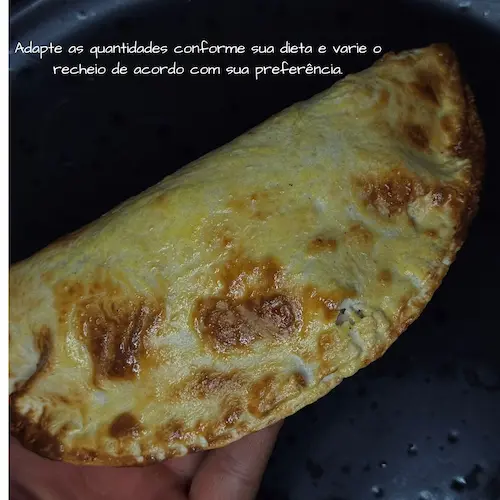 Adapte as quantidades conforme sua dieta e varie o
recheio de acordo com sua preferência.